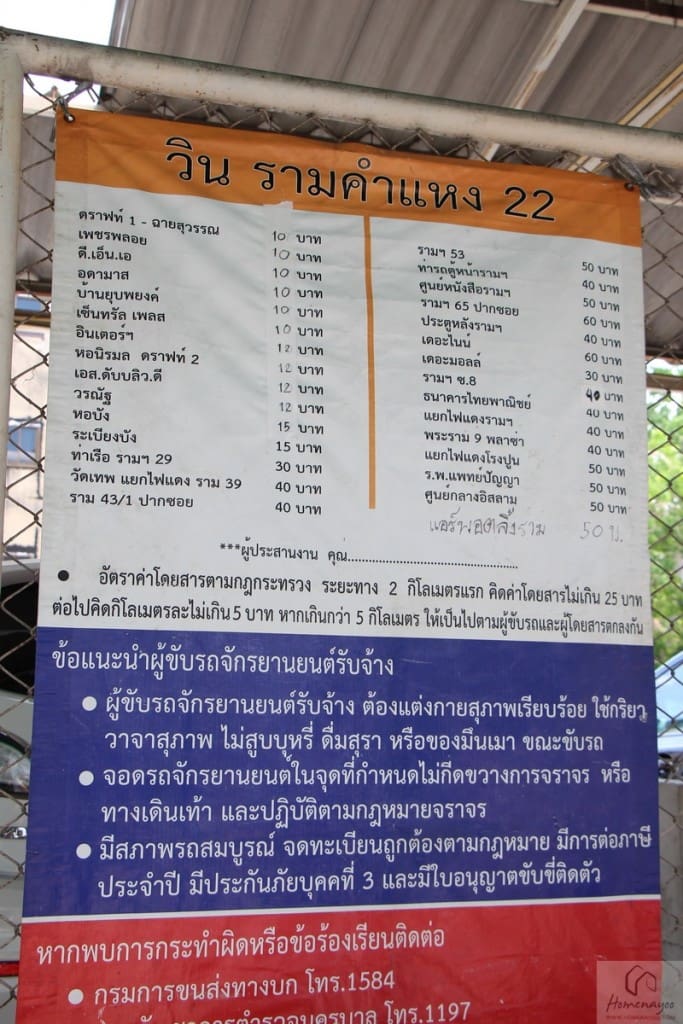 วิน รามคำแหง 22
ดราฟท์ 1 - ฉายสุวรรณ 10 บาท
เพชรพลอย 10 บาท
ดี.เอ็น.เอ 10 บาท
อดามาส 10 บาท
บ้านยุบพยงค์ 10 บาท
เซ็นทรัล เพลส 10 บาท
อินเตอร์ฯ 12 บาท
หอนิรมล ดราฟท์ 2 12 บาท
เอส.ดับบลิว.ดี 12 บาท
วรณัฐ 12 บาท
หอบัง 15 บาท
ระเบียงบัง 15 บาท
ท่าเรือ รามฯ 29 30 บาท
วัดเทพ แยกไฟแดง ราม 39 40 บาท
ราม 43/1 ปากซอย 40 บาท
รามฯ 53 50 บาท
ท่ารถตู้หน้ารามฯ 40 บาท
ศูนย์หนังสือรามฯ 50 บาท
รามฯ 65 ปากซอย 60 บาท
ประตูหลังรามฯ 40 บาท
เดอะไนน์ 60 บาท
เดอะมอลล์ 30 บาท
รามฯ ซ.8 40 บาท
ธนาคารไทยพาณิชย์ 40 บาท
แยกไฟแดงรามฯ 40 บาท
พระราม 9 พลาซ่า 40 บาท
แยกไฟแดงโรงปูน 50 บาท
ร.พ.แพทย์ปัญญา 50 บาท
ศูนย์กลางอิสลาม 50 บาท
แอร์พอตลิ้งราม 50 บ.
***ผู้ประสานงาน คุณ................................................
● อัตราค่าโดยสารตามกฎกระทรวง ระยะทาง 2 กิโลเมตรแรก คิดค่าโดยสารไม่เกิน 25 บาท
ต่อไปคิดกิโลเมตรละไม่เกิน 5 บาท หากเกินกว่า 5 กิโลเมตร ให้เป็นไปตามผู้ขับรถและผู้โดยสารตกลงกัน
ข้อแนะนำผู้ขับรถจักรยานยนต์รับจ้าง
● ผู้ขับรถจักรยานยนต์รับจ้าง ต้องแต่งกายสุภาพเรียบร้อย ใช้กริยา
วาจาสุภาพ ไม่สูบบุหรี่ ดื่มสุรา หรือของมึนเมา ขณะขับรถ
● จอดรถจักรยานยนต์ในจุดที่กำหนดไม่กีดขวางการจราจร หรือ
ทางเดินเท้า และปฏิบัติตามกฎหมายจราจร
● มีสภาพรถสมบูรณ์ จดทะเบียนถูกต้องตามกฎหมาย มีการต่อภาษี
ประจำปี มีประกันภัยบุคคที่ 3 และมีใบอนุญาตขับขี่ติดตัว
หากพบการกระทำผิดหรือข้อร้องเรียนติดต่อ
● กรมการขนส่งทางบก โทร.1584
โทร.1197
Homenayoo